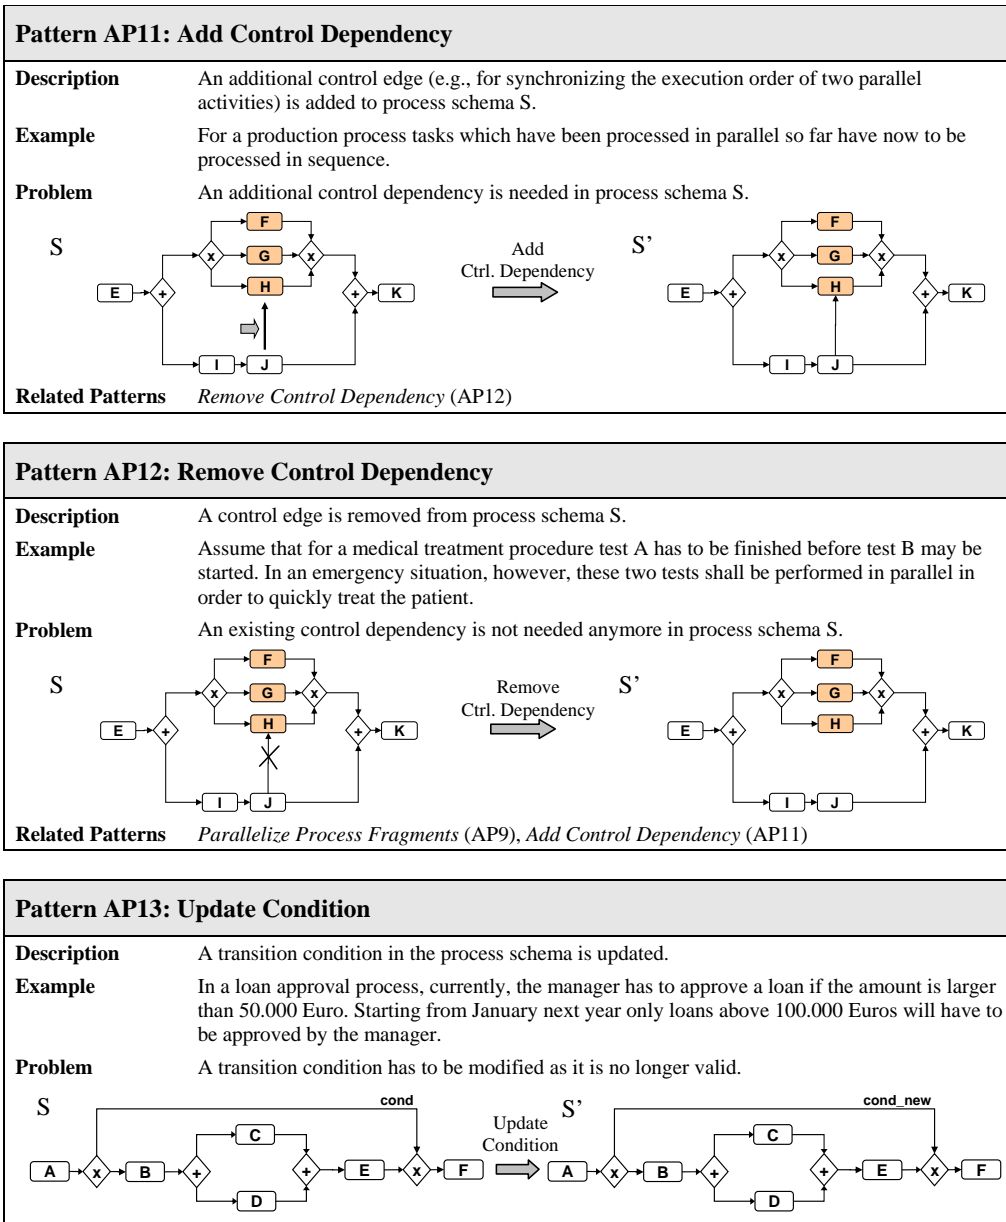 Pattern AP11: Add Control Dependency
Description An additional control edge (e.g., for synchronizing the execution order of two parallel
activities) is added to process schema S.
Example For a production process tasks which have been processed in parallel so far have now to be
processed in sequence.
Problem An additional control dependency is needed in process schema S.
S
F
G
H
x
x
E
+
+
K
I
J
Add
Ctrl. Dependency
S’
F
G
H
x
x
E
+
+
K
I
J
Related Patterns Remove Control Dependency (AP12)
Pattern AP12: Remove Control Dependency
Description A control edge is removed from process schema S.
Example Assume that for a medical treatment procedure test A has to be finished before test B may be
started. In an emergency situation, however, these two tests shall be performed in parallel in
order to quickly treat the patient.
Problem An existing control dependency is not needed anymore in process schema S.
S
F
G
H
x
x
E
+
+
K
I
J
Remove
Ctrl. Dependency
S’
F
G
H
x
x
E
+
+
K
I
J
Related Patterns Parallelize Process Fragments (AP9), Add Control Dependency (AP11)
Pattern AP13: Update Condition
Description A transition condition in the process schema is updated.
Example In a loan approval process, currently, the manager has to approve a loan if the amount is larger
than 50.000 Euro. Starting from January next year only loans above 100.000 Euros will have to
be approved by the manager.
Problem A transition condition has to be modified as it is no longer valid.
S
cond
A
x
B
+
C
D
+
E
x
F
Update
Condition
S’
cond_new
A
x
B
+
C
D
+
E
x
F